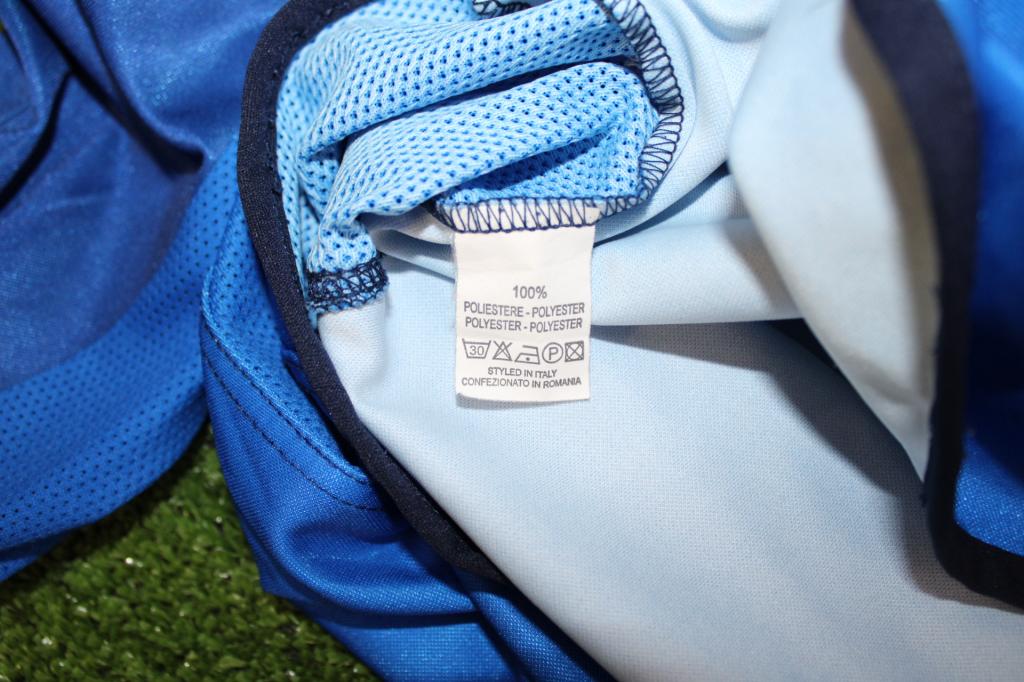 100%
POLIESTERE - POLYESTER
POLYESTER - POLYESTER
30 P
STYLED IN ITALY
CONFEZIONATO IN ROMANIA